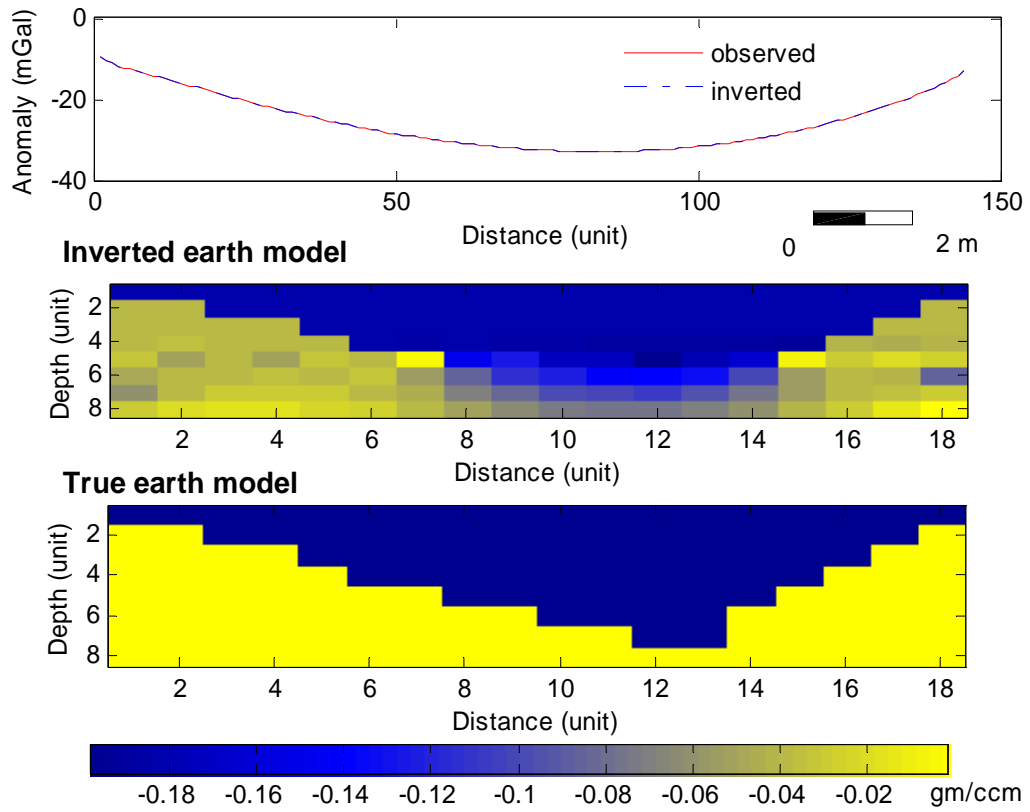 0
-20
-40
Anomaly (mGal)
observed
inverted
0 50 100 150
Distance (unit)
0 2 m
Inverted earth model
2
4
6
8
Depth (unit)
2 4 6 8 10 12 14 16 18
Distance (unit)
True earth model
2
4
6
8
Depth (unit)
2 4 6 8 10 12 14 16 18
Distance (unit)
-0.18 -0.16 -0.14 -0.12 -0.1 -0.08 -0.06 -0.04 -0.02 gm/ccm